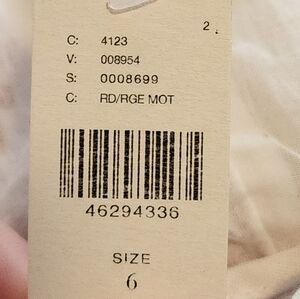 2.
C: 4123
V: 008954
S: 0008699
C: RD/RGE MOT
46294336
SIZE
6